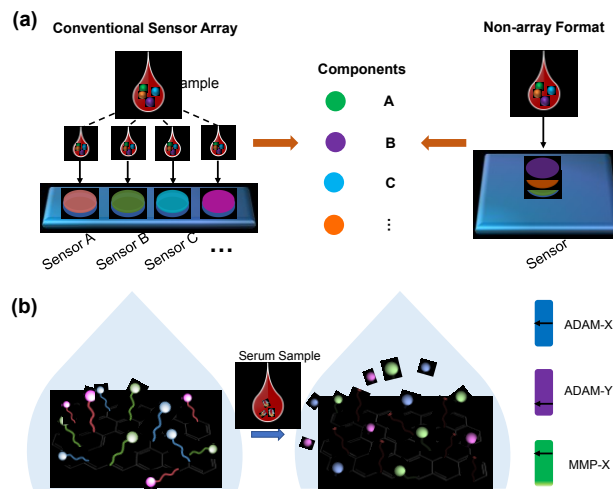 (a)
Conventional Sensor Array
Non-array Format
ample
Components
A
B
C
...
Sensor A
Sensor B
Sensor C
...
Sensor
(b)
Serum Sample
ADAM-X
ADAM-Y
MMP-X